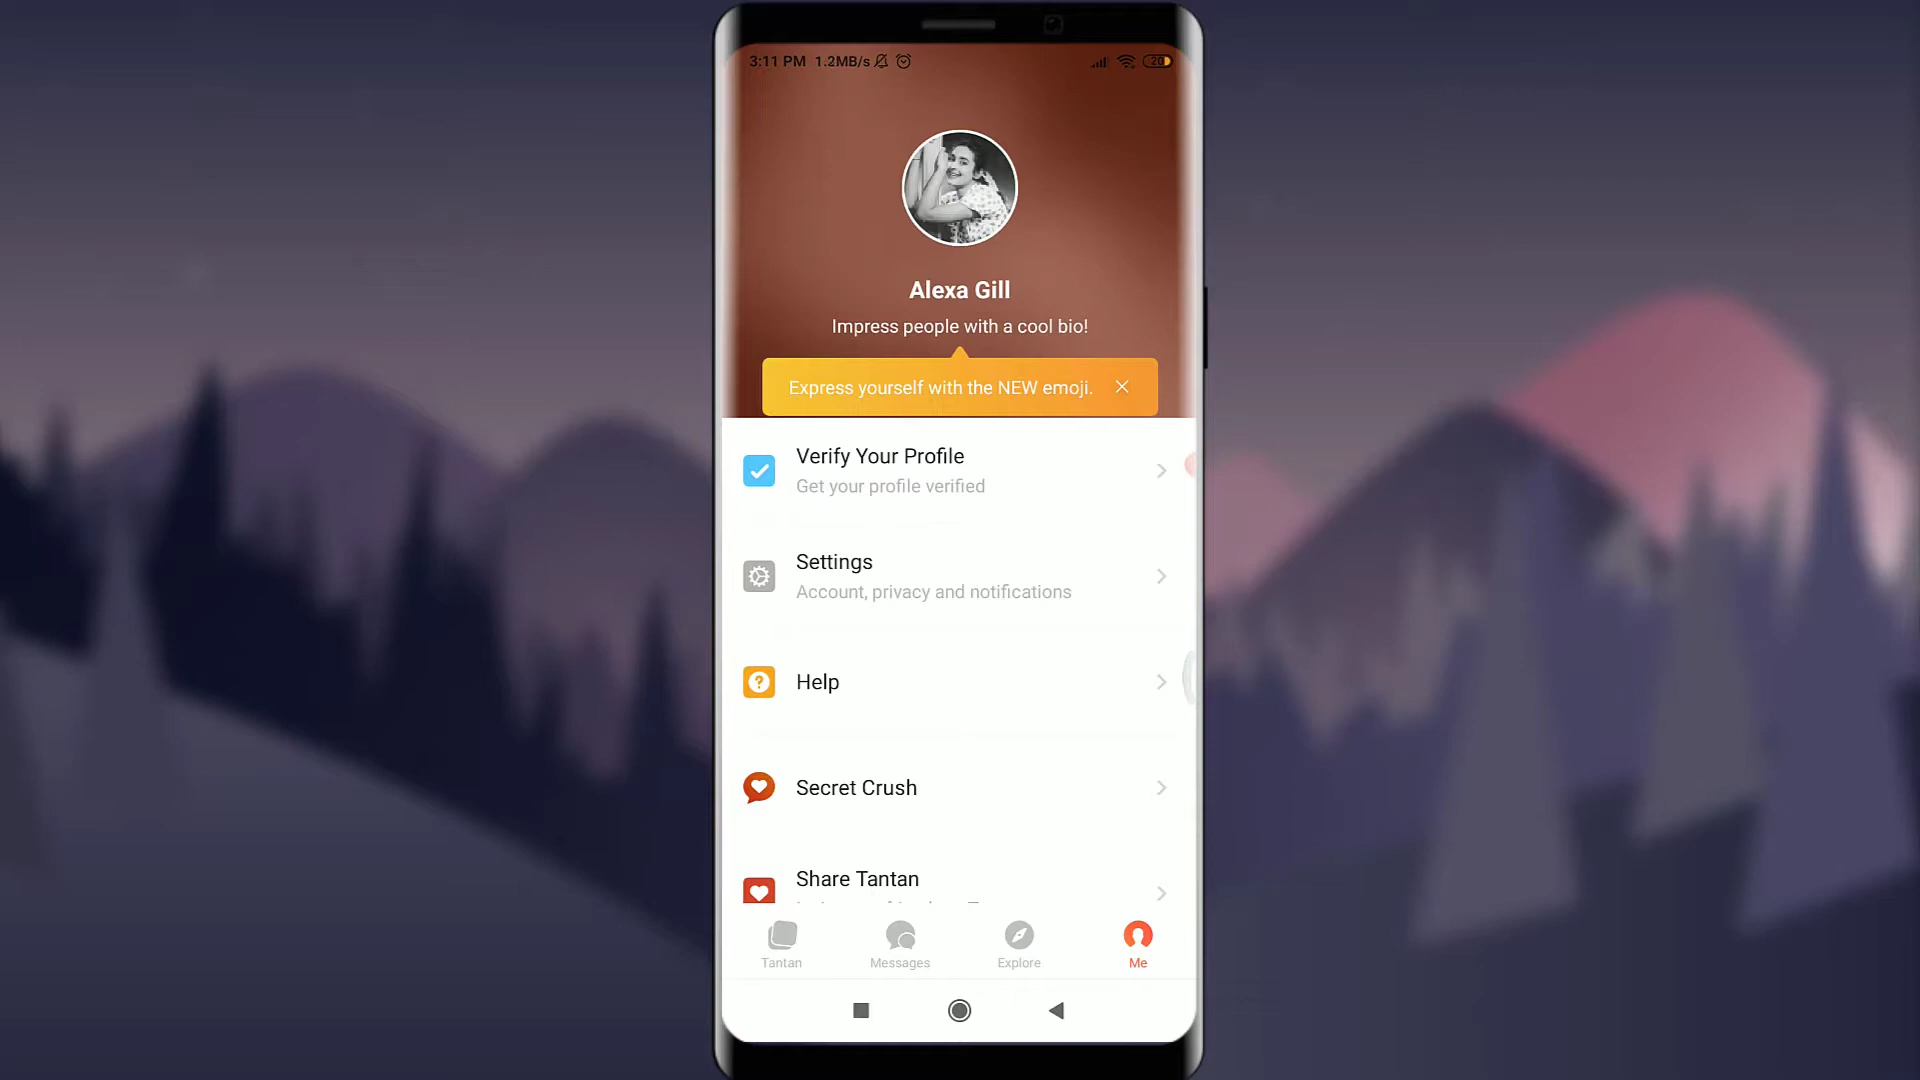 3:11 PM 1.2MB/s 20
Alexa Gill
Impress people with a cool bio!
Express yourself with the NEW emoji.
Verify Your Profile
Get your profile verified
Settings
Account, privacy and notifications
Help
Secret Crush
Share Tantan
Tantan Messages Explore Me